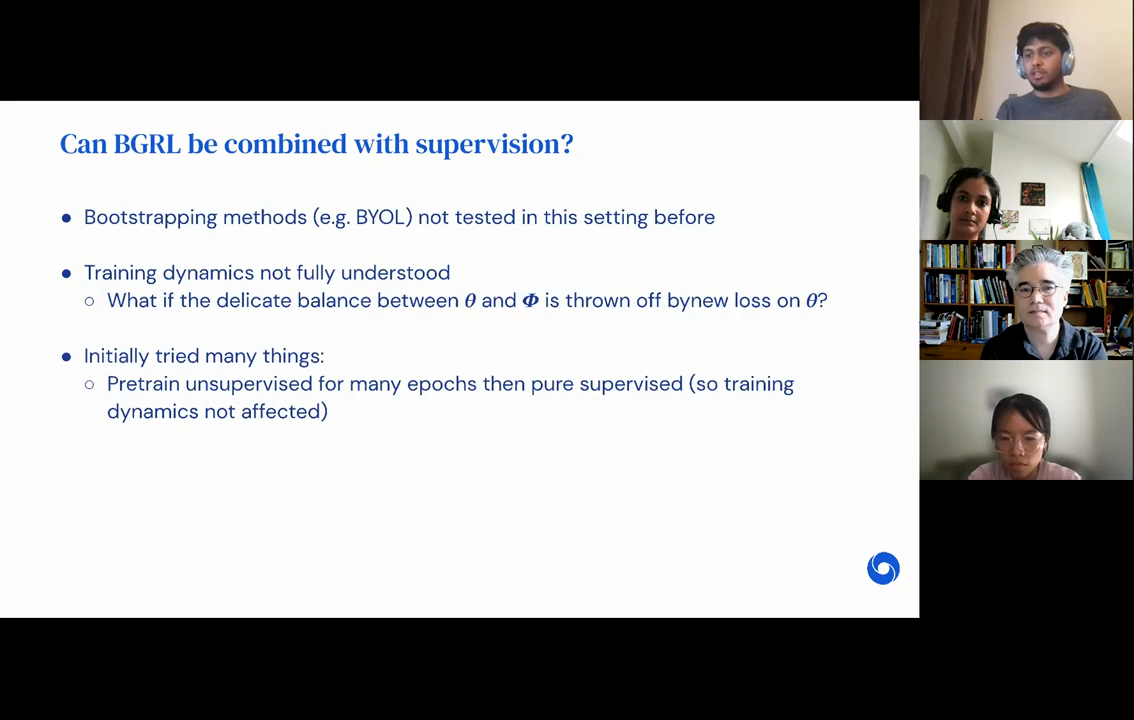 Can BGRL be combined with supervision?
● Bootstrapping methods (e.g. BYOL) not tested in this setting before
● Training dynamics not fully understood
○ What if the delicate balance between θ and Φ is thrown off bynew loss on θ?
● Initially tried many things:
○ Pretrain unsupervised for many epochs then pure supervised (so training
dynamics not affected)